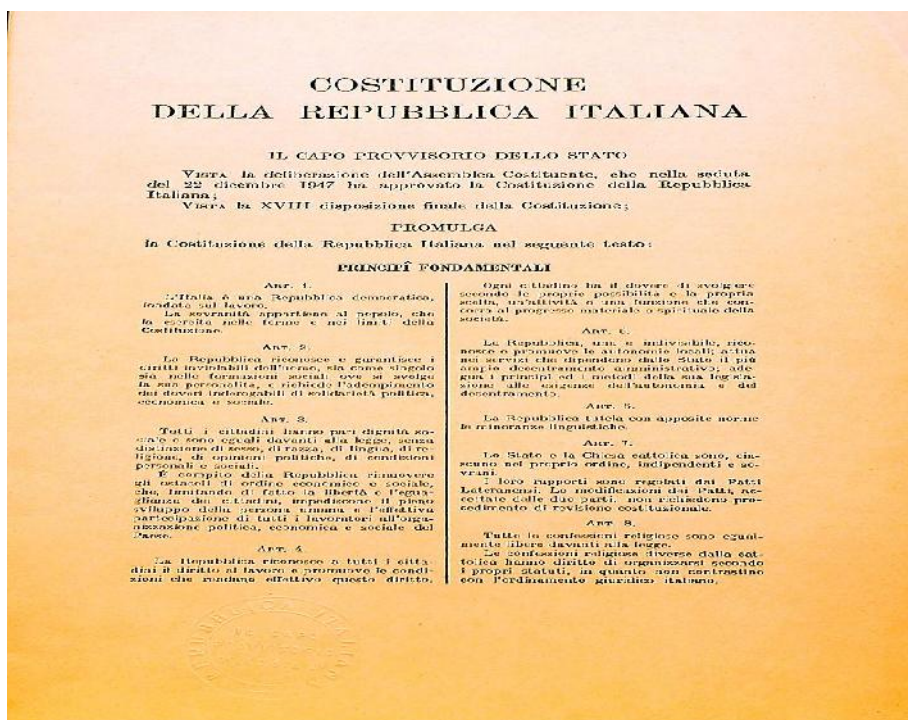 COSTITUZIONE
DELLA REPUBBLICA ITALIANA
IL CAPO PROVVISORIO DELLO STATO
VISTA la deliberazione dell'Assemblea Costituente, che nella seduta
del 22 dicembre 1947 ha approvato la Costituzione della Repubblica
Italiana;
VISTA la XVIII disposizione finale della Costituzione;
PROMULGA
la Costituzione della Repubblica Italiana nel seguente testo:
PRINCIPÎ FONDAMENTALI
ART. 1.
L'Italia è una Repubblica democratica,
fondata sul lavoro.
La sovranità appartiene al popolo, che
la esercita nelle forme e nei limiti della
Costituzione.
ART. 2.
La Repubblica riconosce e garantisce i
diritti inviolabili dell'uomo, sia come singolo
sia nelle formazioni sociali ove si svolge
la sua personalità, e richiede l'adempimento
dei doveri inderogabili di solidarietà politica,
economica e sociale.
ART. 3.
Tutti i cittadini hanno pari dignità so-
ciale e sono eguali davanti alla legge, senza
distinzione di sesso, di razza, di lingua, di re-
ligione, di opinioni politiche, di condizioni
personali e sociali.
È compito della Repubblica rimuovere
gli ostacoli di ordine economico e sociale,
che, limitando di fatto la libertà e l'egua-
glianza dei cittadini, impediscono il pieno
sviluppo della persona umana e l'effettiva
partecipazione di tutti i lavoratori all'orga-
nizzazione politica, economica e sociale del
Paese.
ART. 4.
La Repubblica riconosce a tutti i citta-
dini il diritto al lavoro e promuove le condi-
zioni che rendano effettivo questo diritto.
Ogni cittadino ha il dovere di svolgere
secondo le proprie possibilità e la propria
scelta, un'attività o una funzione che con-
corra al progresso materiale o spirituale della
società.
ART.
La Repubblica, una e indivisibile, rico-
nosce e promuove le autonomie locali; attua
nei servizi che dipendono dallo Stato il più
ampio decentramento amministrativo; ade-
gua i principî ed i metodi della sua legisla-
zione alle esigenze dell'autonomia e del
decentramento.
ART.
La Repubblica tutela con apposite norme
le minoranze linguistiche.
ART. 7.
Lo Stato e la Chiesa cattolica sono, cia-
scuno nel proprio ordine, indipendenti e so-
vrani.
I loro rapporti sono regolati dai Patti
Lateranensi. Le modificazioni dei Patti, ac-
cettate dalle due parti, non richiedono pro-
cedimento di revisione costituzionale.
ART. 8.
Tutte le confessioni religiose sono egual-
mente libere davanti alla legge.
Le confessioni religiose diverse dalla cat-
tolica hanno diritto di organizzarsi secondo
i propri statuti, in quanto non contrastino
con l'ordinamento giuridico italiano.